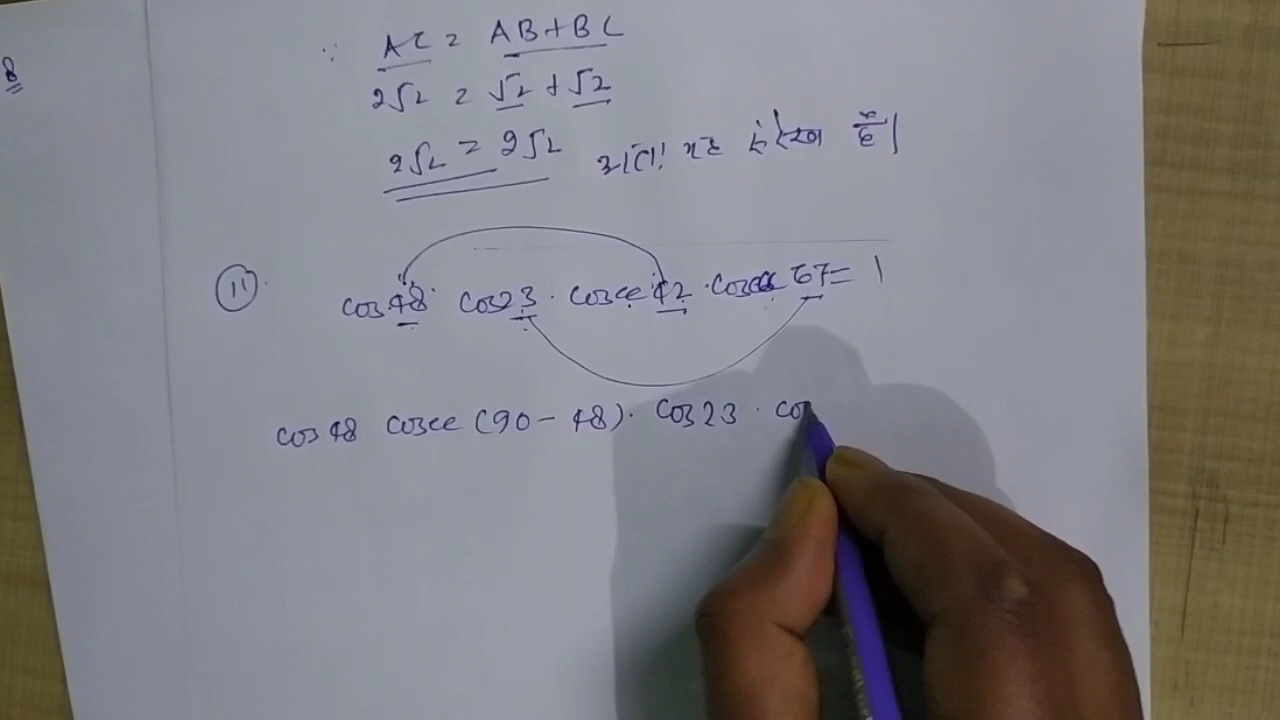 8
∵ AC = AB + BC
2√2 = √2 + √2
2√2 = 2√2 अतः यह संरेख है।
11 cos 48 cos 23 · cosec 42 · cosec 67 = 1
cos 48 cosec (90 - 48) · cos 23 · co